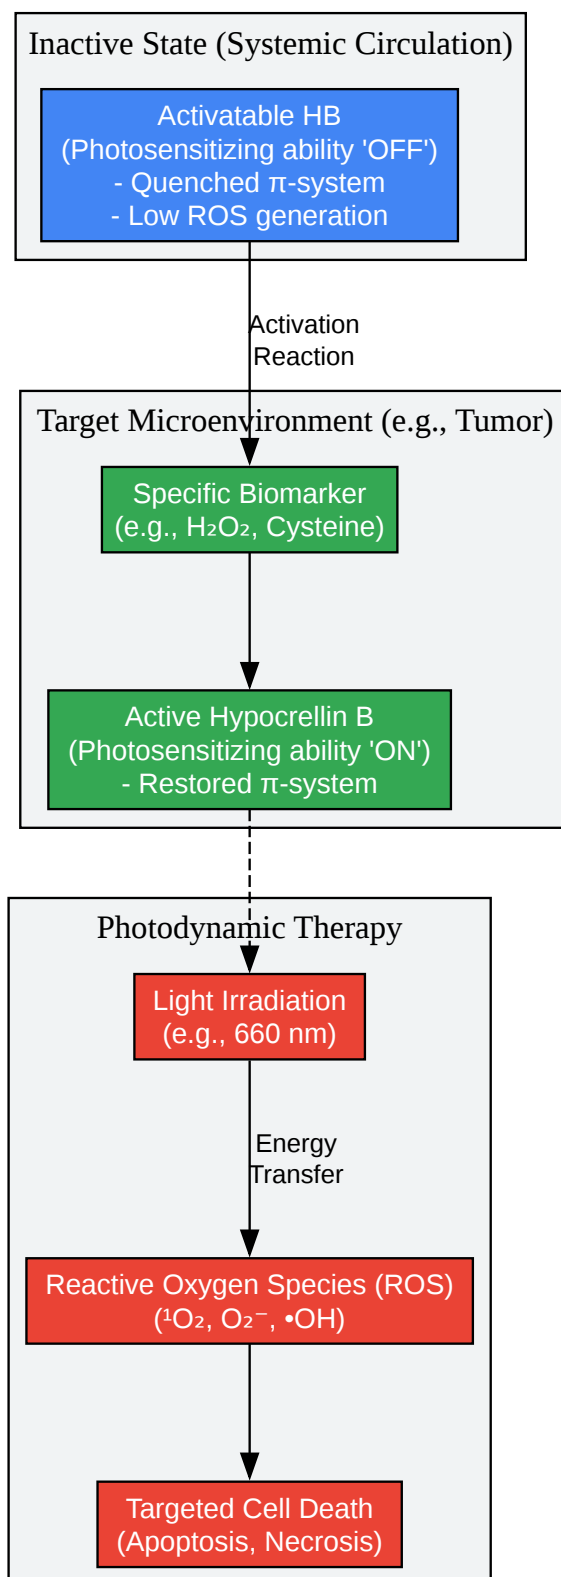 Inactive State (Systemic Circulation)
Activatable HB
(Photosensitizing ability 'OFF')
- Quenched π-system
- Low ROS generation
Activation
Reaction
Target Microenvironment (e.g., Tumor)
Specific Biomarker
(e.g., H₂O₂, Cysteine)
Active Hypocrellin B
(Photosensitizing ability 'ON')
- Restored π-system
Photodynamic Therapy
Light Irradiation
(e.g., 660 nm)
Energy
Transfer
Reactive Oxygen Species (ROS)
(¹O₂, O₂⁻, •OH)
Targeted Cell Death
(Apoptosis, Necrosis)